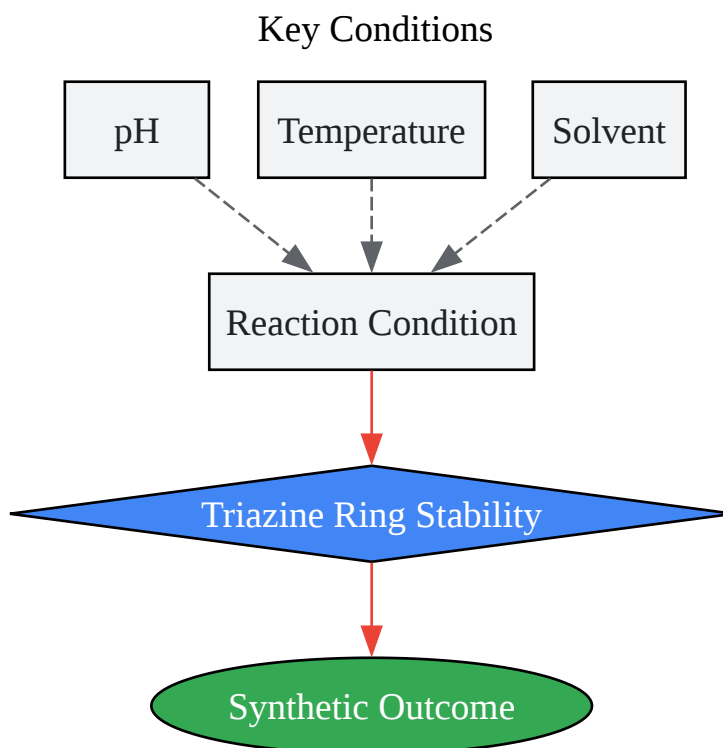 Key Conditions
pH
Temperature
Solvent
Reaction Condition
Triazine Ring Stability
Synthetic Outcome